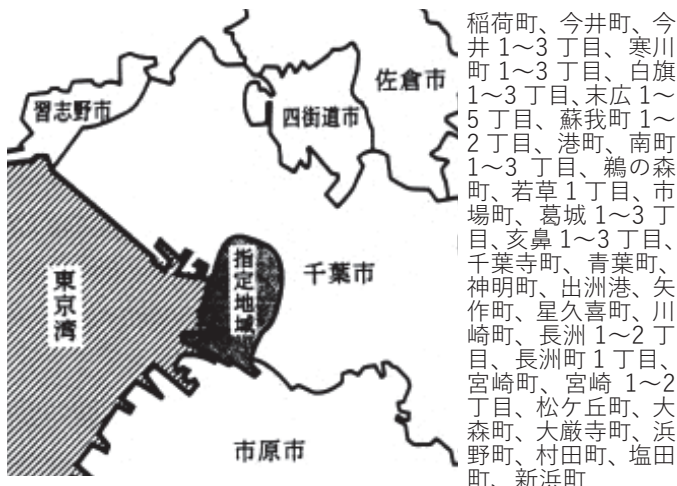 習志野市
佐倉市
四街道市
千葉市
指定地域
東京湾
市原市
稲荷町、今井町、今
井 1～3 丁目、寒川
町 1～3 丁目、白旗
1～3 丁目、末広 1～
5 丁目、蘇我町 1～
2 丁目、港町、南町
1～3 丁目、鵜の森
町、若草 1 丁目、市
場町、葛城 1～3 丁
目、亥鼻 1～3 丁目、
千葉寺町、青葉町、
神明町、出洲港、矢
作町、星久喜町、川
崎町、長洲 1～2 丁
目、長洲町 1 丁目、
宮崎町、宮崎 1～2
丁目、松ケ丘町、大
森町、大厳寺町、浜
野町、村田町、塩田
町、新浜町